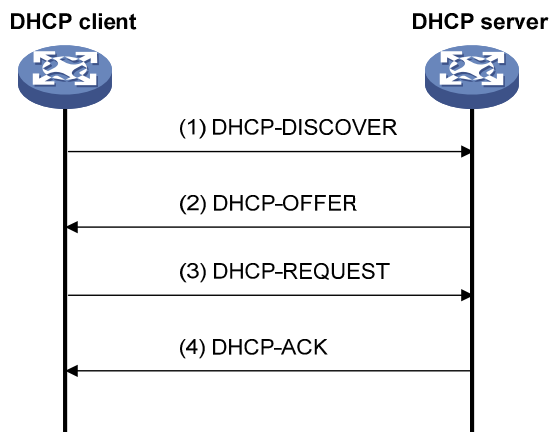 DHCP client
DHCP server
(1) DHCP-DISCOVER
(2) DHCP-OFFER
(3) DHCP-REQUEST
(4) DHCP-ACK